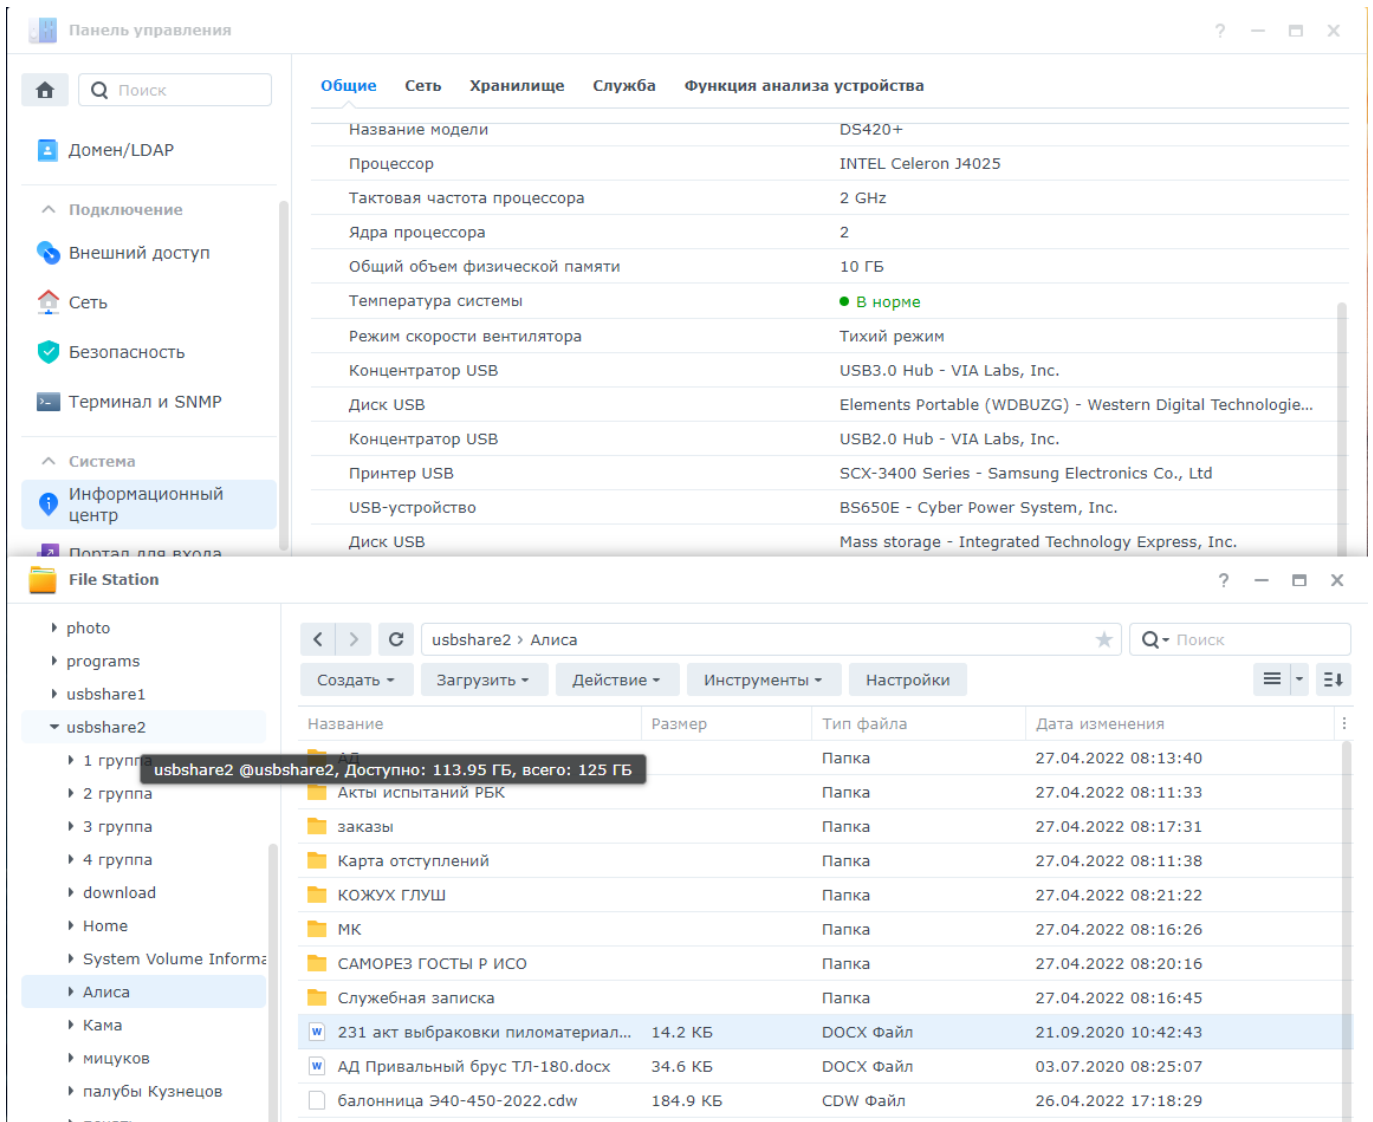 Панель управления
Поиск
Общие Сеть Хранилище Служба Функция анализа устройства
Домен/LDAP
Подключение
Внешний доступ
Сеть
Безопасность
Терминал и SNMP
Система
Информационный
центр
Портал для входа
Название модели DS420+
Процессор INTEL Celeron J4025
Тактовая частота процессора 2 GHz
Ядра процессора 2
Общий объем физической памяти 10 ГБ
Температура системы В норме
Режим скорости вентилятора Тихий режим
Концентратор USB USB3.0 Hub - VIA Labs, Inc.
Диск USB Elements Portable (WDBUZG) - Western Digital Technologie...
Концентратор USB USB2.0 Hub - VIA Labs, Inc.
Принтер USB SCX-3400 Series - Samsung Electronics Co., Ltd
USB-устройство BS650E - Cyber Power System, Inc.
Диск USB Mass storage - Integrated Technology Express, Inc.
File Station
photo
programs
usbshare1
usbshare2
1 групп
usbshare2 @usbshare2, Доступно: 113.95 ГБ, всего: 125 ГБ
2 группа
3 группа
4 группа
download
Home
System Volume Informa
Алиса
Кама
мицуков
палубы Кузнецов
usbshare2 › Алиса
Поиск
Создать Загрузить Действие Инструменты Настройки
Название Размер Тип файла Дата изменения
АД Папка 27.04.2022 08:13:40
Акты испытаний РБК Папка 27.04.2022 08:11:33
заказы Папка 27.04.2022 08:17:31
Карта отступлений Папка 27.04.2022 08:11:38
КОЖУХ ГЛУШ Папка 27.04.2022 08:21:22
МК Папка 27.04.2022 08:16:26
САМОРЕЗ ГОСТЫ Р ИСО Папка 27.04.2022 08:20:16
Служебная записка Папка 27.04.2022 08:16:45
231 акт выбраковки пиломатериал... 14.2 КБ DOCX Файл 21.09.2020 10:42:43
АД Привальный брус ТЛ-180.docx 34.6 КБ DOCX Файл 03.07.2020 08:25:07
балонница Э40-450-2022.cdw 184.9 КБ CDW Файл 26.04.2022 17:18:29